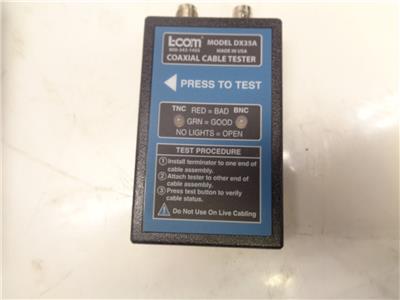 t-com MODEL DX35A
800-342-1455 MADE IN USA
COAXIAL CABLE TESTER
PRESS TO TEST
TNC RED = BAD BNC
GRN = GOOD
NO LIGHTS = OPEN
TEST PROCEDURE
1 Install terminator to one end of
cable assembly.
2 Attach tester to other end of
cable assembly.
3 Press test button to verify
cable status.
Do Not Use On Live Cabling